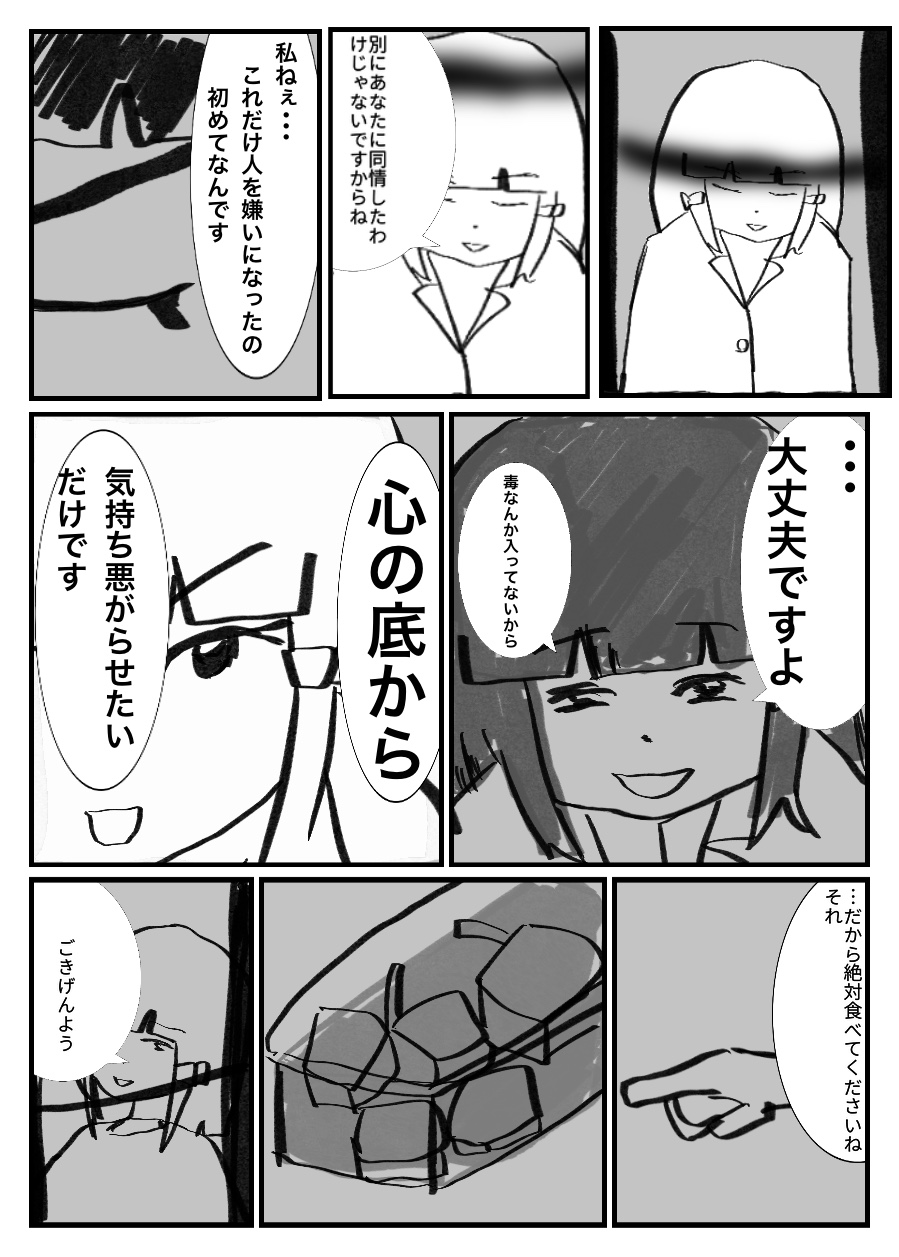 別にあなたに同情したわ
けじゃないですからね
私ねぇ…
これだけ人を嫌いになったの
初めてなんです
…
大丈夫ですよ
毒なんか入ってないから
心の底から
気持ち悪がらせたい
だけです
…だから絶対食べてくださいね
それ
ごきげんよう